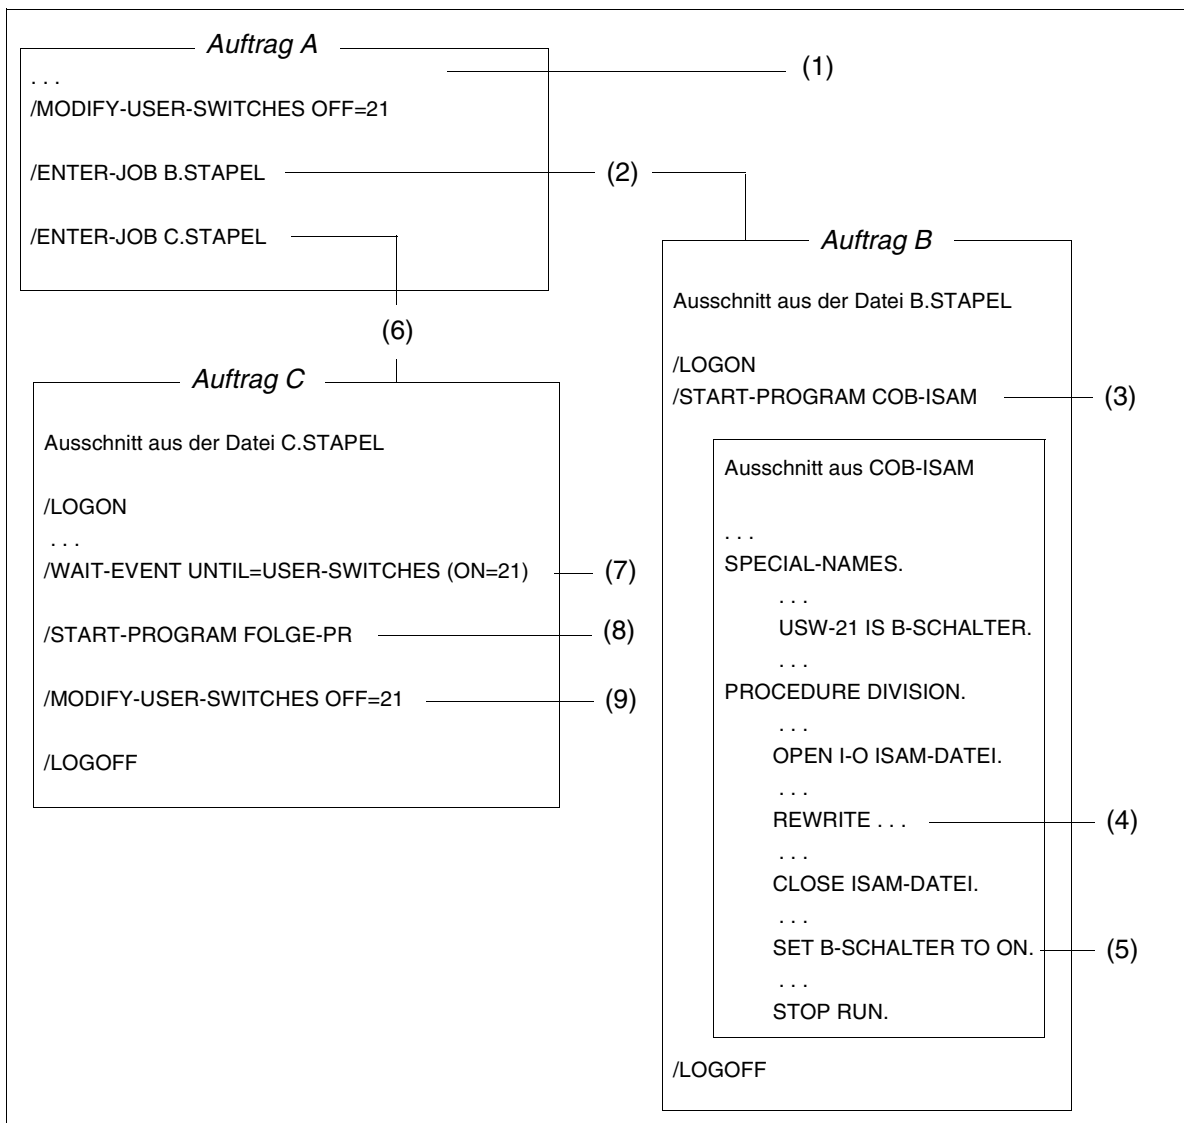 Auftrag A
. . .
(1)
/MODIFY-USER-SWITCHES OFF=21
/ENTER-JOB B.STAPEL
(2)
/ENTER-JOB C.STAPEL
(6)
Auftrag B
Ausschnitt aus der Datei B.STAPEL
/LOGON
/START-PROGRAM COB-ISAM
(3)
Ausschnitt aus COB-ISAM
. . .
SPECIAL-NAMES.
. . .
USW-21 IS B-SCHALTER.
. . .
PROCEDURE DIVISION.
. . .
OPEN I-O ISAM-DATEI.
. . .
REWRITE . . .
(4)
. . .
CLOSE ISAM-DATEI.
. . .
SET B-SCHALTER TO ON.
(5)
. . .
STOP RUN.
/LOGOFF
Auftrag C
Ausschnitt aus der Datei C.STAPEL
/LOGON
. . .
/WAIT-EVENT UNTIL=USER-SWITCHES (ON=21)
(7)
/START-PROGRAM FOLGE-PR
(8)
/MODIFY-USER-SWITCHES OFF=21
(9)
/LOGOFF